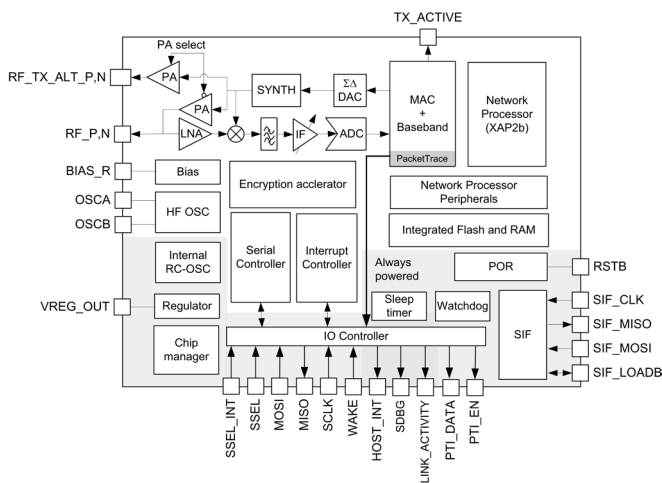 TX_ACTIVE
PA select
RF_TX_ALT_P,N
PA
SYNTH
ΣΔ
DAC
MAC
+
Baseband
PacketTrace
Network
Processor
(XAP2b)
PA
RF_P,N
LNA
IF
ADC
BIAS_R
Bias
Encryption acclerator
Network Processor
Peripherals
OSCA
HF OSC
OSCB
Serial
Controller
Interrupt
Controller
Integrated Flash and RAM
Internal
RC-OSC
Always
powered
POR
RSTB
VREG_OUT
Regulator
Sleep
timer
Watchdog
SIF
SIF_CLK
SIF_MISO
SIF_MOSI
SIF_LOADB
Chip
manager
IO Controller
SSEL_INT
SSEL
MOSI
MISO
SCLK
WAKE
HOST_INT
SDBG
LINK_ACTIVITY
PTI_DATA
PTI_EN